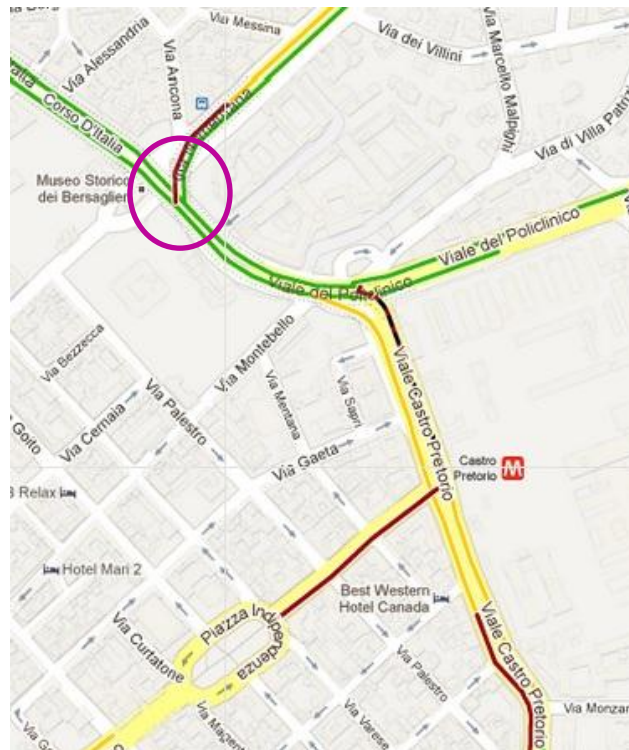 Via Messina
Via dei Villini
Via Alessandria
Via Ancona
Via Marcello Malpighi
Corso D'Italia
Via di Villa Patrizi
Museo Storico
dei Bersaglieri
Viale del Policlinico
Viale del Policlinico
Via Montebello
Via Bezzecca
Via Palestro
Via Mentana
Via Sapri
Viale Castro Pretorio
Via Cernaia
Goito
Via Gaeta
Castro
Pretorio
M
Relax
Hotel Mari 2
Best Western
Hotel Canada
Piazza Indipendenza
Via Curtatone
Viale Castro Pretorio
Via Palestro
Via Varese
Via Magenta
Via Monzam